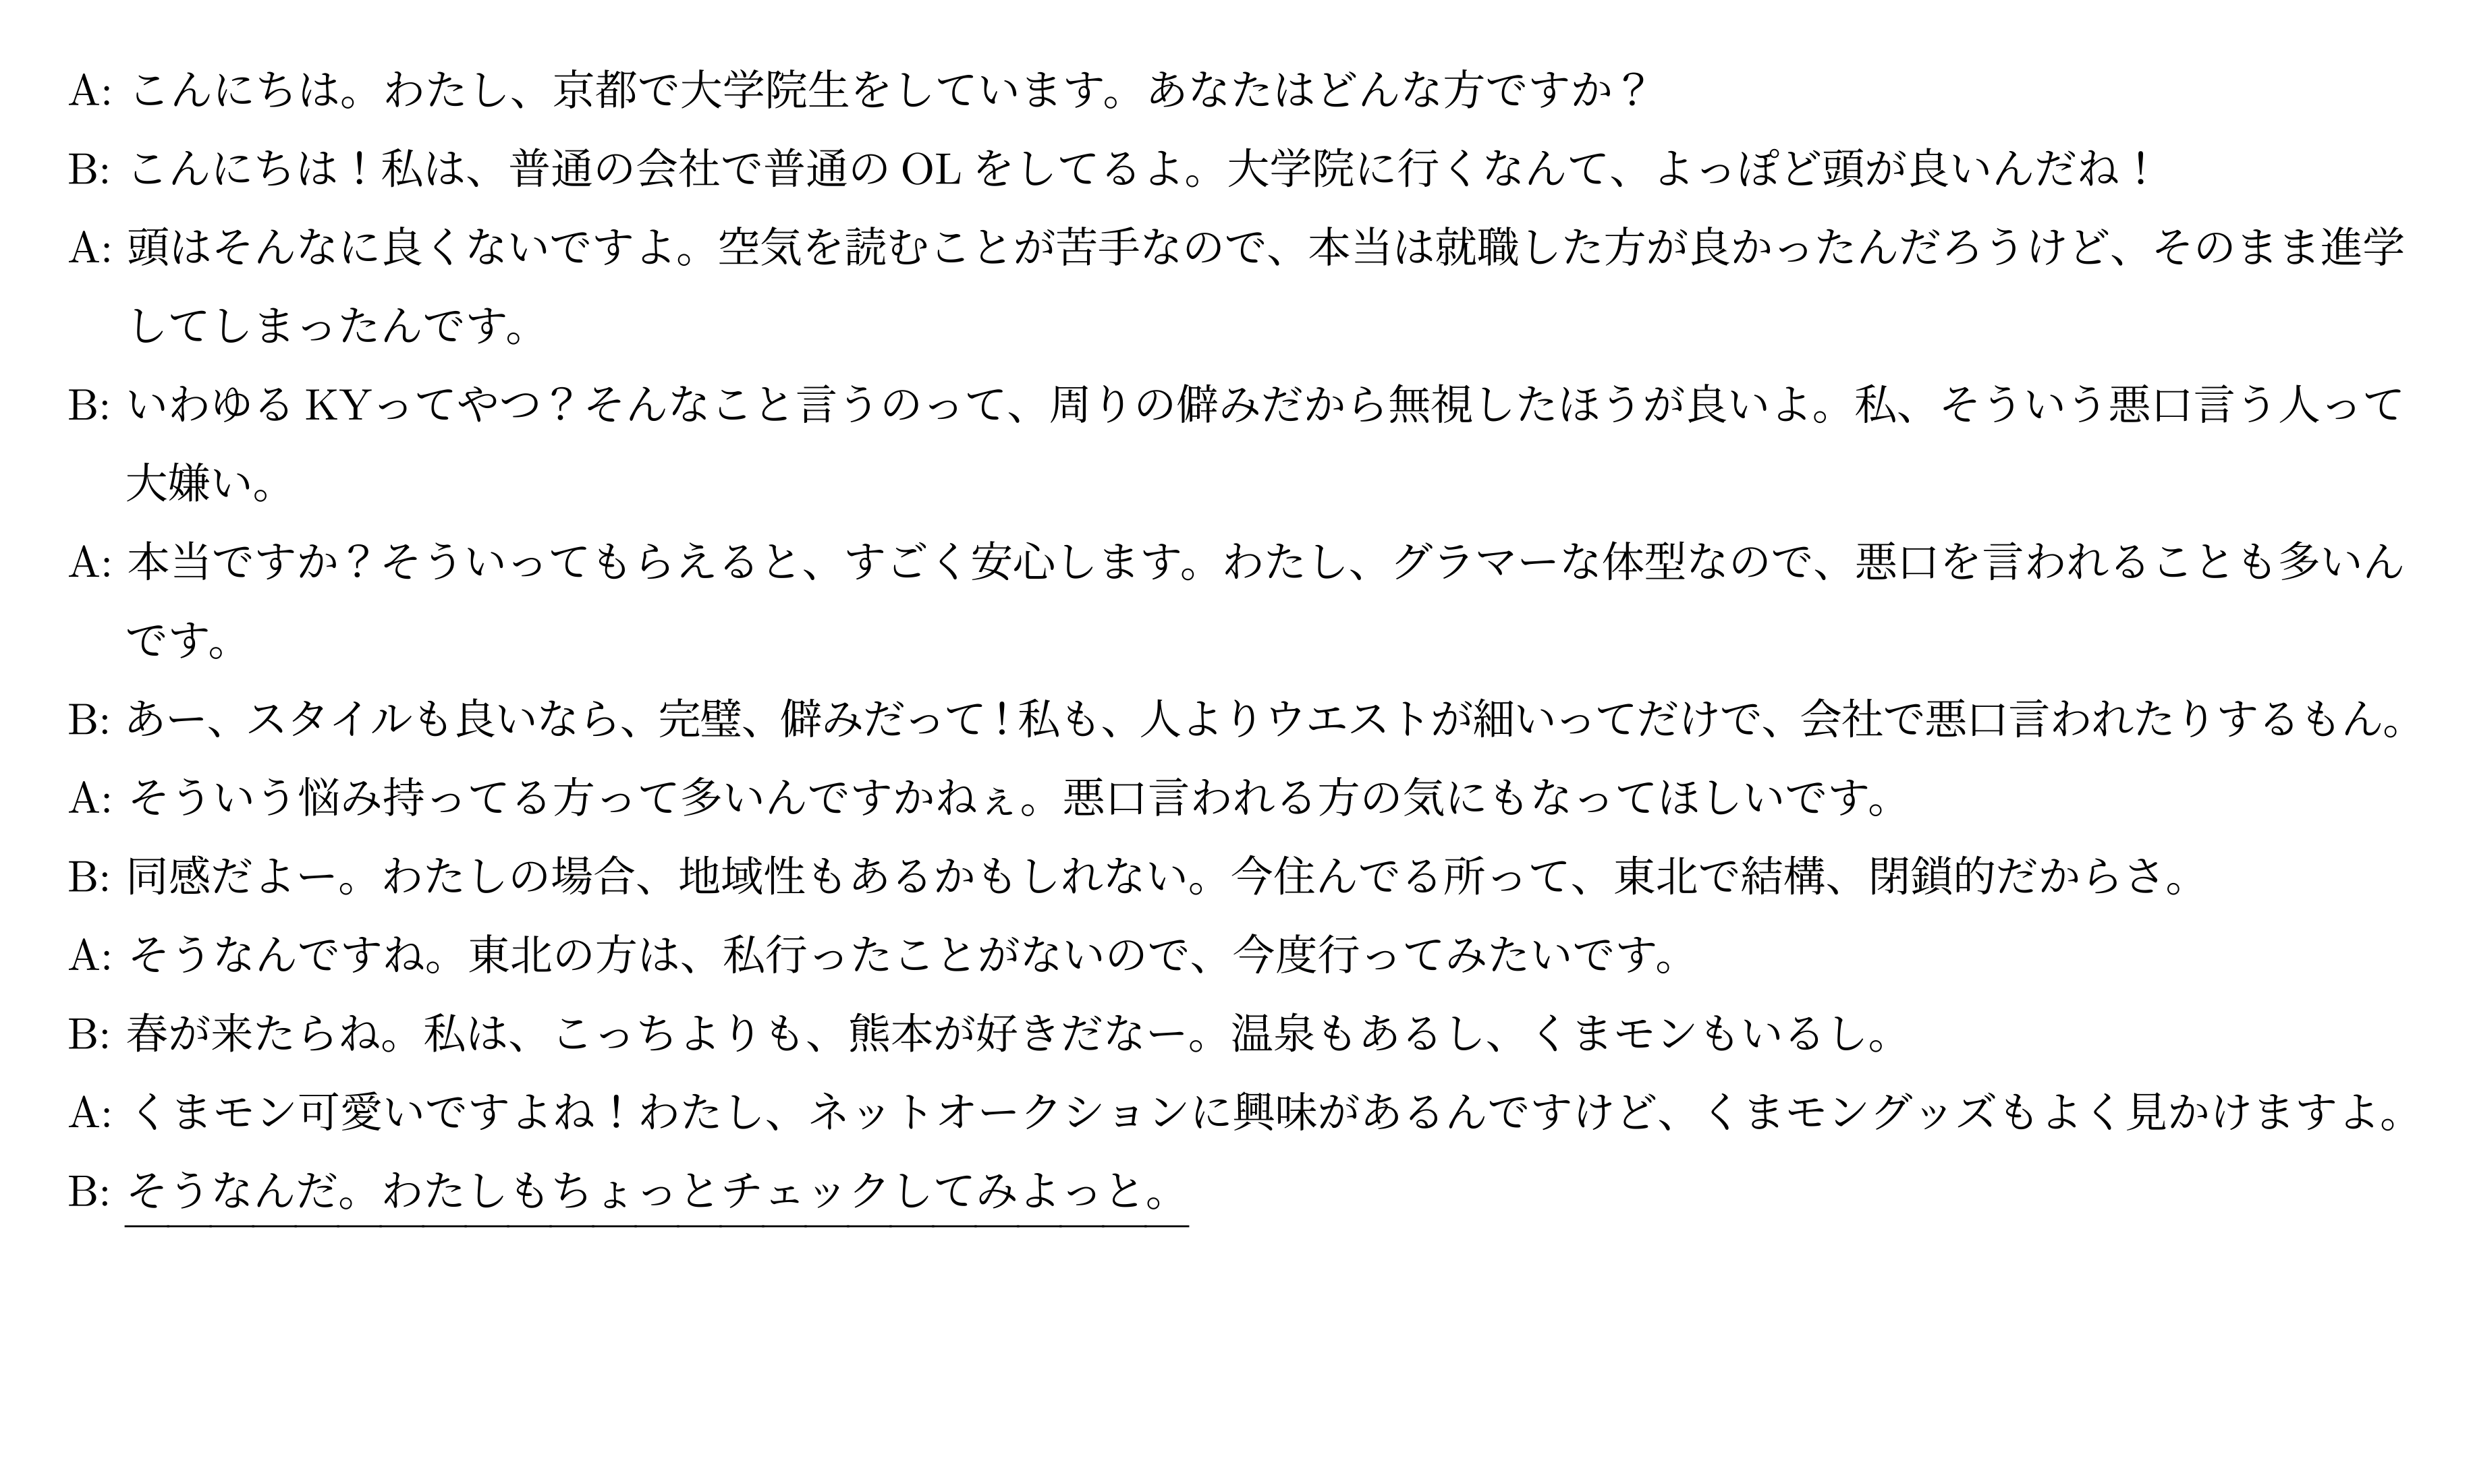 A: こんにちは。わたし、京都で大学院生をしています。あなたはどんな方ですか？
B: こんにちは！私は、普通の会社で普通の OL をしてるよ。大学院に行くなんて、よっぽど頭が良いんだね！
A: 頭はそんなに良くないですよ。空気を読むことが苦手なので、本当は就職した方が良かったんだろうけど、そのまま進学
してしまったんです。
B: いわゆる KYってやつ？そんなこと言うのって、周りの僻みだから無視したほうが良いよ。私、そういう悪口言う人って
大嫌い。
A: 本当ですか？そういってもらえると、すごく安心します。わたし、グラマーな体型なので、悪口を言われることも多いん
です。
B: あー、スタイルも良いなら、完璧、僻みだって！私も、人よりウエストが細いってだけで、会社で悪口言われたりするもん。
A: そういう悩み持ってる方って多いんですかねぇ。悪口言われる方の気にもなってほしいです。
B: 同感だよー。わたしの場合、地域性もあるかもしれない。今住んでる所って、東北で結構、閉鎖的だからさ。
A: そうなんですね。東北の方は、私行ったことがないので、今度行ってみたいです。
B: 春が来たらね。私は、こっちよりも、熊本が好きだなー。温泉もあるし、くまモンもいるし。
A: くまモン可愛いですよね！わたし、ネットオークションに興味があるんですけど、くまモングッズもよく見かけますよ。
B: そうなんだ。わたしもちょっとチェックしてみよっと。